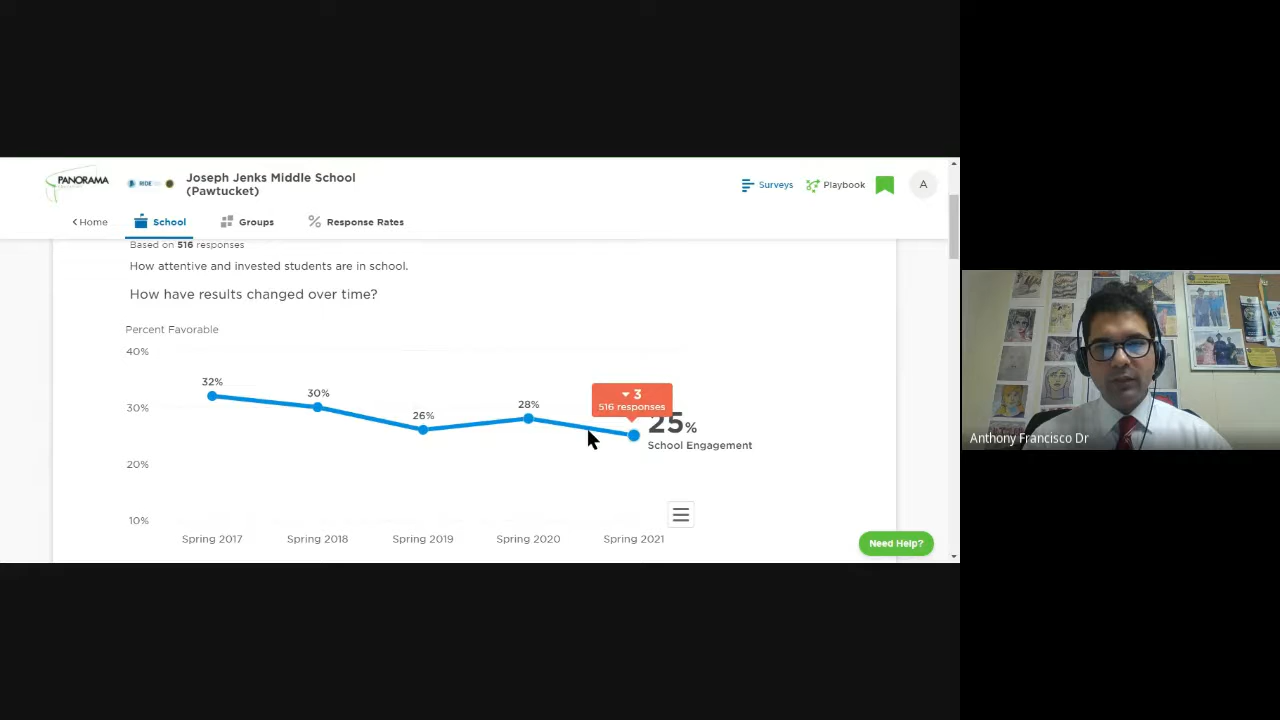 PANORAMA
RIDE
Joseph Jenks Middle School
(Pawtucket)
Surveys
Playbook
A
Home
School
Groups
Response Rates
Based on 516 responses
How attentive and invested students are in school.
How have results changed over time?
Percent Favorable
40%
30%
20%
10%
32%
30%
26%
28%
3
516 responses
25%
School Engagement
Spring 2017
Spring 2018
Spring 2019
Spring 2020
Spring 2021
Need Help?
Anthony Francisco Dr